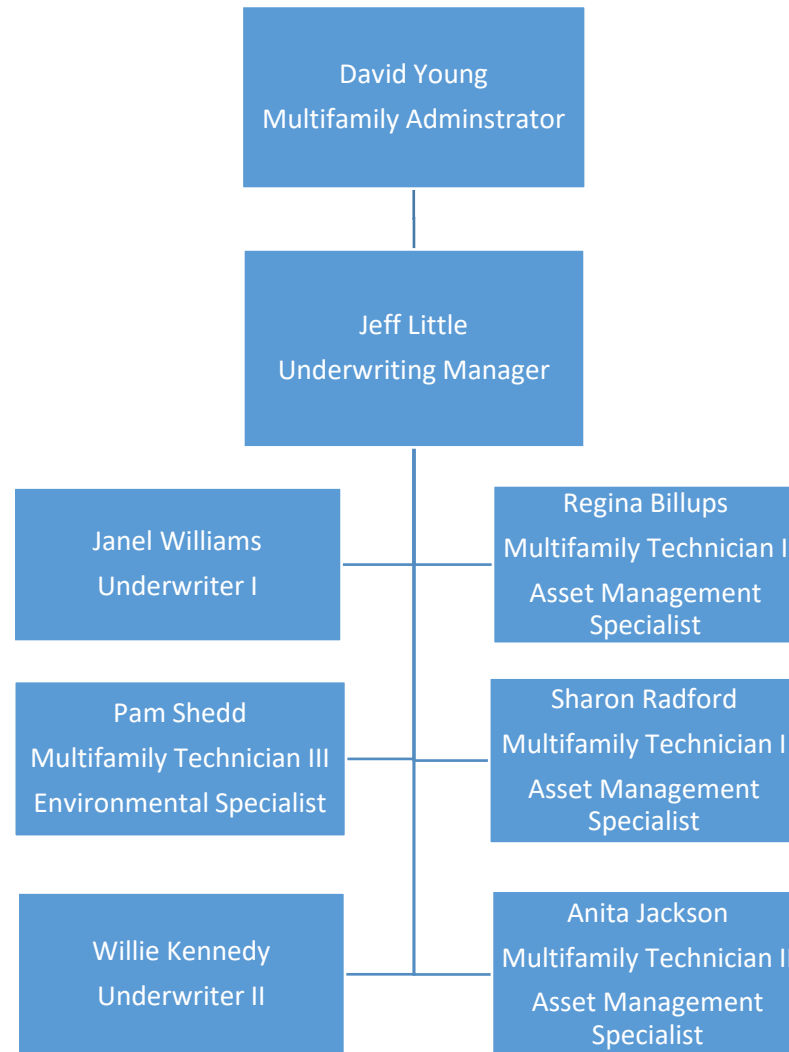 David Young
Multifamily Adminstrator
Jeff Little
Underwriting Manager
Janel Williams
Underwriter I
Regina Billups
Multifamily Technician I
Asset Management
Specialist
Pam Shedd
Multifamily Technician III
Environmental Specialist
Sharon Radford
Multifamily Technician I
Asset Management
Specialist
Willie Kennedy
Underwriter II
Anita Jackson
Multifamily Technician II
Asset Management
Specialist